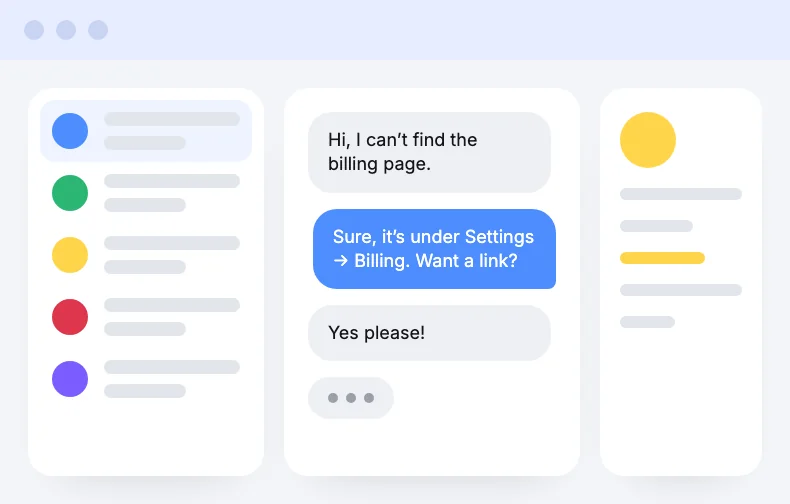 Hi, I can’t find the
billing page.
Sure, it’s under Settings
→ Billing. Want a link?
Yes please!